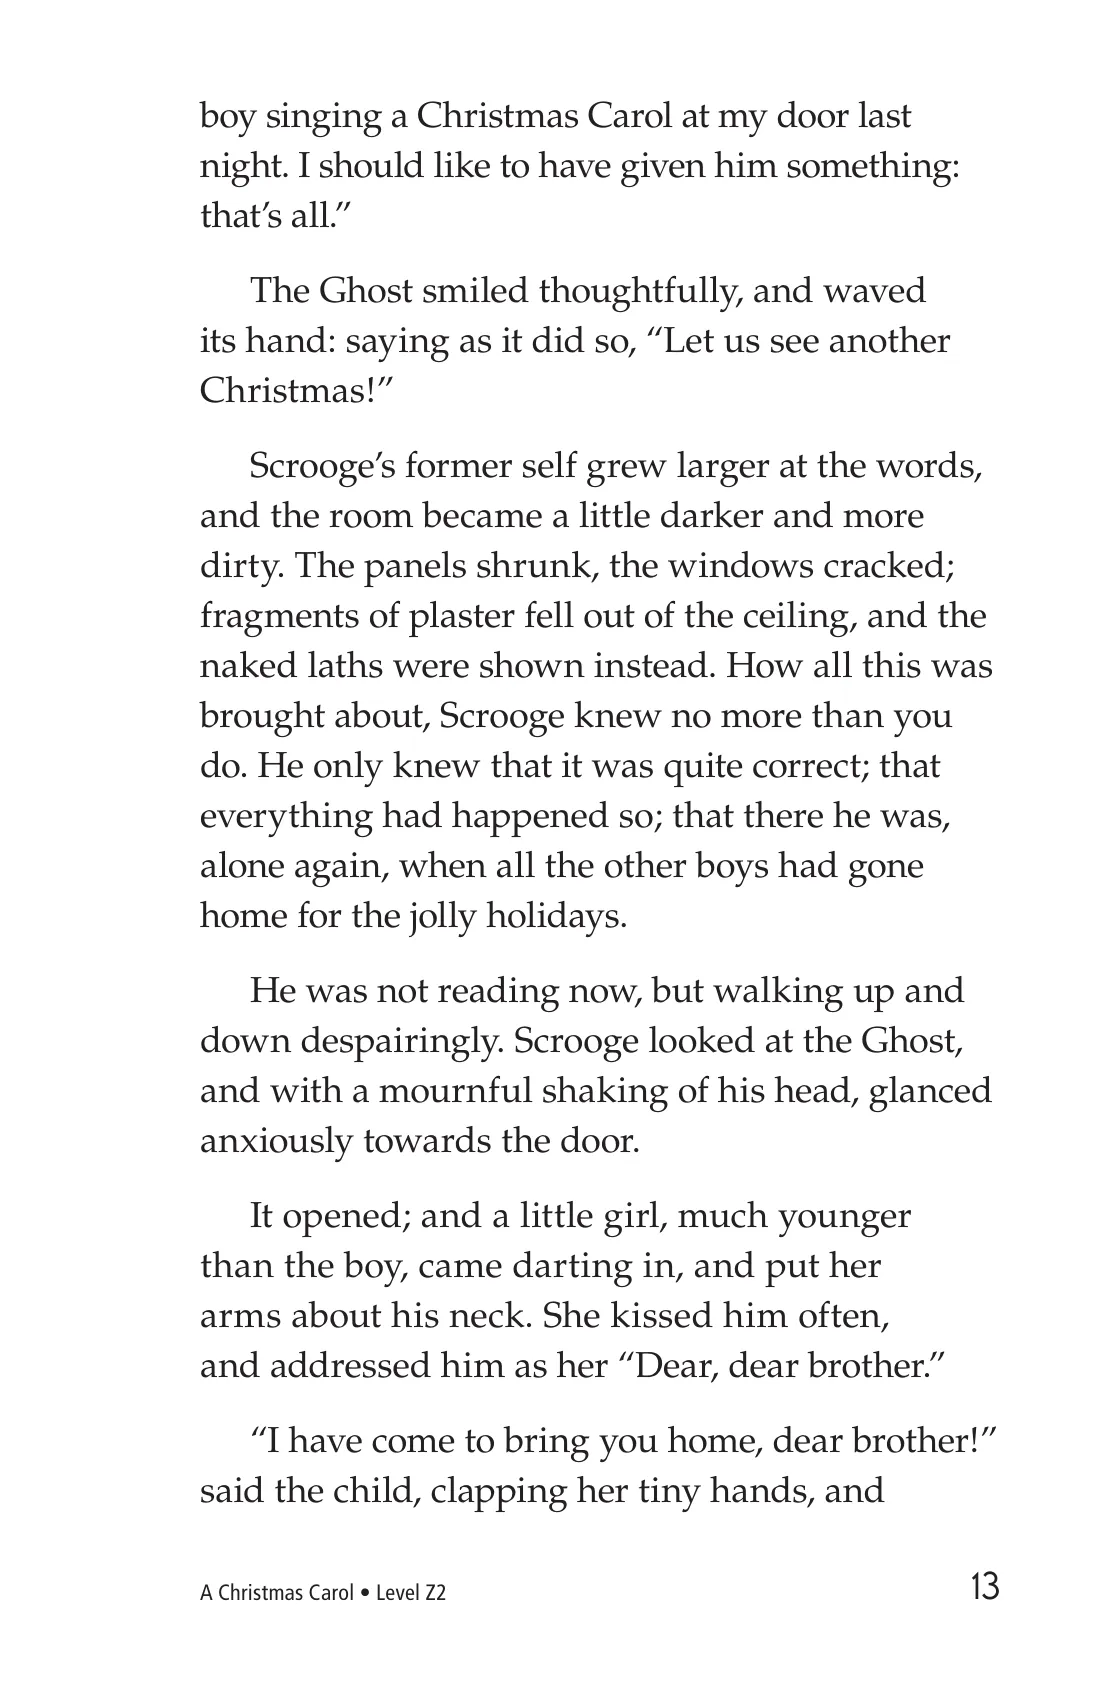 boy singing a Christmas Carol at my door last
night. I should like to have given him something:
that’s all.”
The Ghost smiled thoughtfully, and waved
its hand: saying as it did so, “Let us see another
Christmas!”
Scrooge’s former self grew larger at the words,
and the room became a little darker and more
dirty. The panels shrunk, the windows cracked;
fragments of plaster fell out of the ceiling, and the
naked laths were shown instead. How all this was
brought about, Scrooge knew no more than you
do. He only knew that it was quite correct; that
everything had happened so; that there he was,
alone again, when all the other boys had gone
home for the jolly holidays.
He was not reading now, but walking up and
down despairingly. Scrooge looked at the Ghost,
and with a mournful shaking of his head, glanced
anxiously towards the door.
It opened; and a little girl, much younger
than the boy, came darting in, and put her
arms about his neck. She kissed him often,
and addressed him as her “Dear, dear brother.”
“I have come to bring you home, dear brother!”
said the child, clapping her tiny hands, and
A Christmas Carol • Level Z2 13